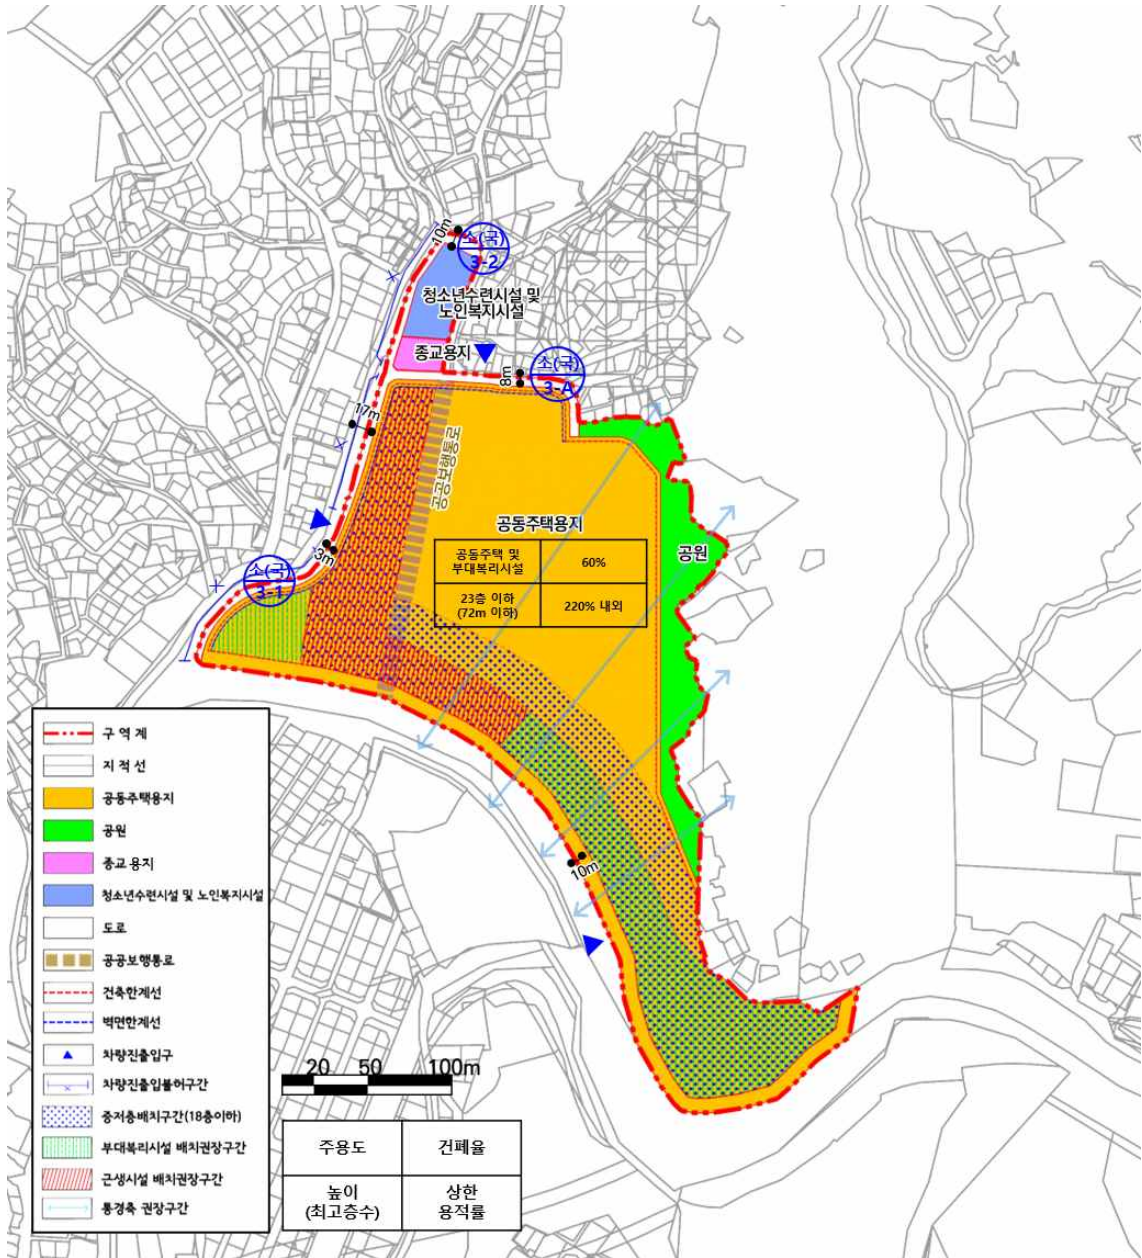 10m
소(국)
3-2
청소년수련시설 및
노인복지시설
종교용지
소(국)
3-A
8m
17m
공공보행통로
공동주택용지
공동주택 및
부대복리시설
60%
23층 이하
(72m 이하)
220% 내외
공원
3m
소(국)
3-1
10m
구 역 계
지 적 선
공동주택용지
공원
종교 용지
청소년수련시설 및 노인복지시설
도로
공공보행통로
건축한계선
벽면한계선
차량진출입구
차량진출입불허구간
중저층배치구간(18층이하)
부대복리시설 배치권장구간
근생시설 배치권장구간
통경축 권장구간
20 50 100m
주용도
건폐율
높이
(최고층수)
상한
용적률